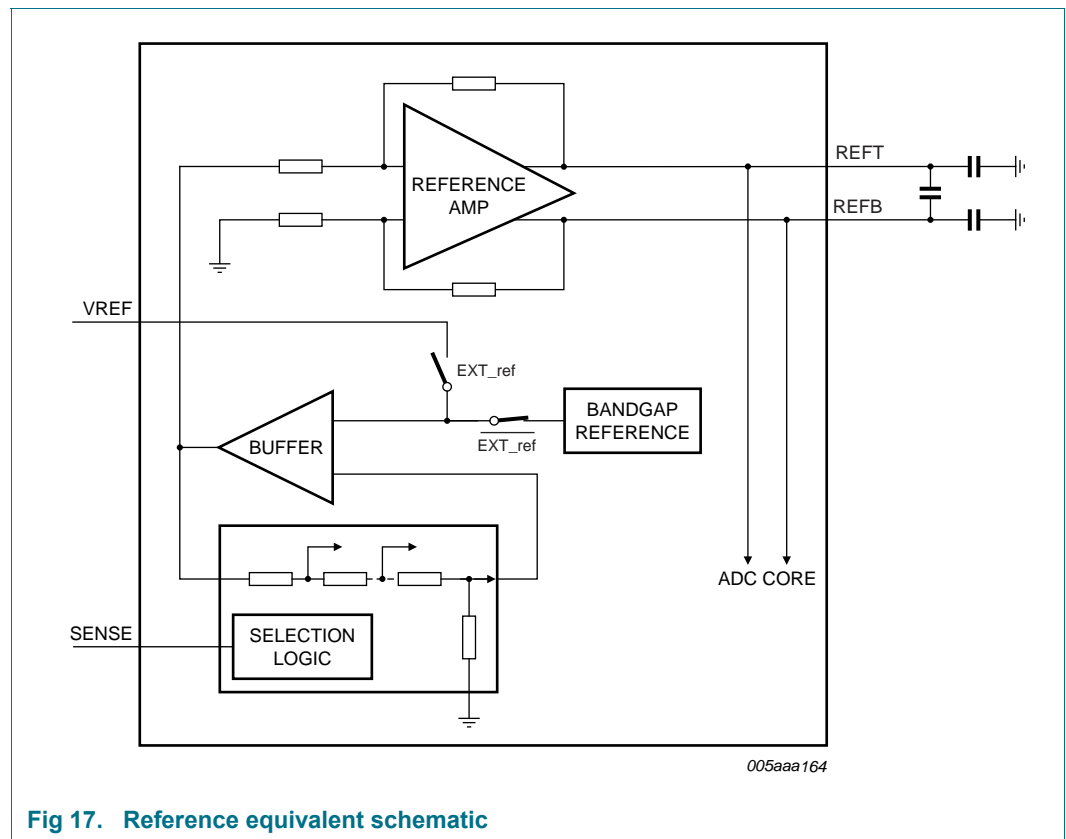 REFERENCE
AMP
REFT
REFB
VREF
EXT_ref
BANDGAP
REFERENCE
EXT_ref
BUFFER
ADC CORE
SENSE
SELECTION
LOGIC
005aaa164
Fig 17. Reference equivalent schematic